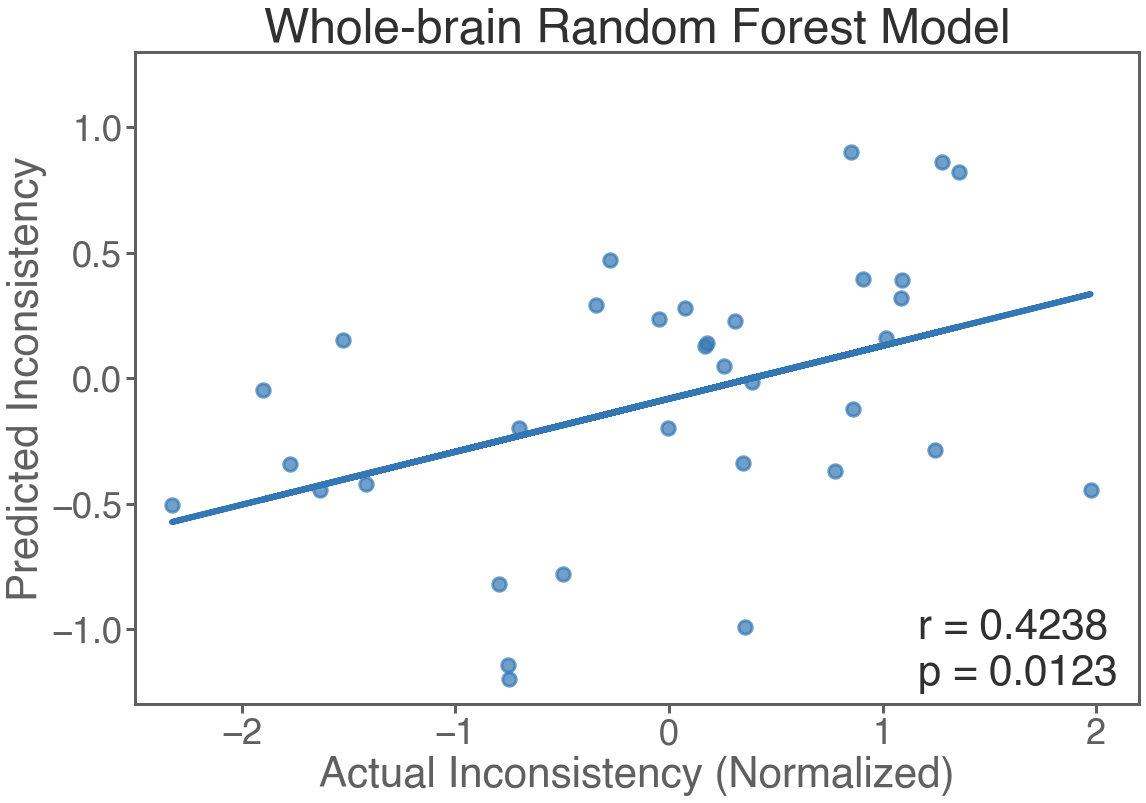 Whole-brain Random Forest Model
Predicted Inconsistency
1.0
0.5
0.0
−0.5
−1.0
r = 0.4238
p = 0.0123
−2
−1
0
1
2
Actual Inconsistency (Normalized)